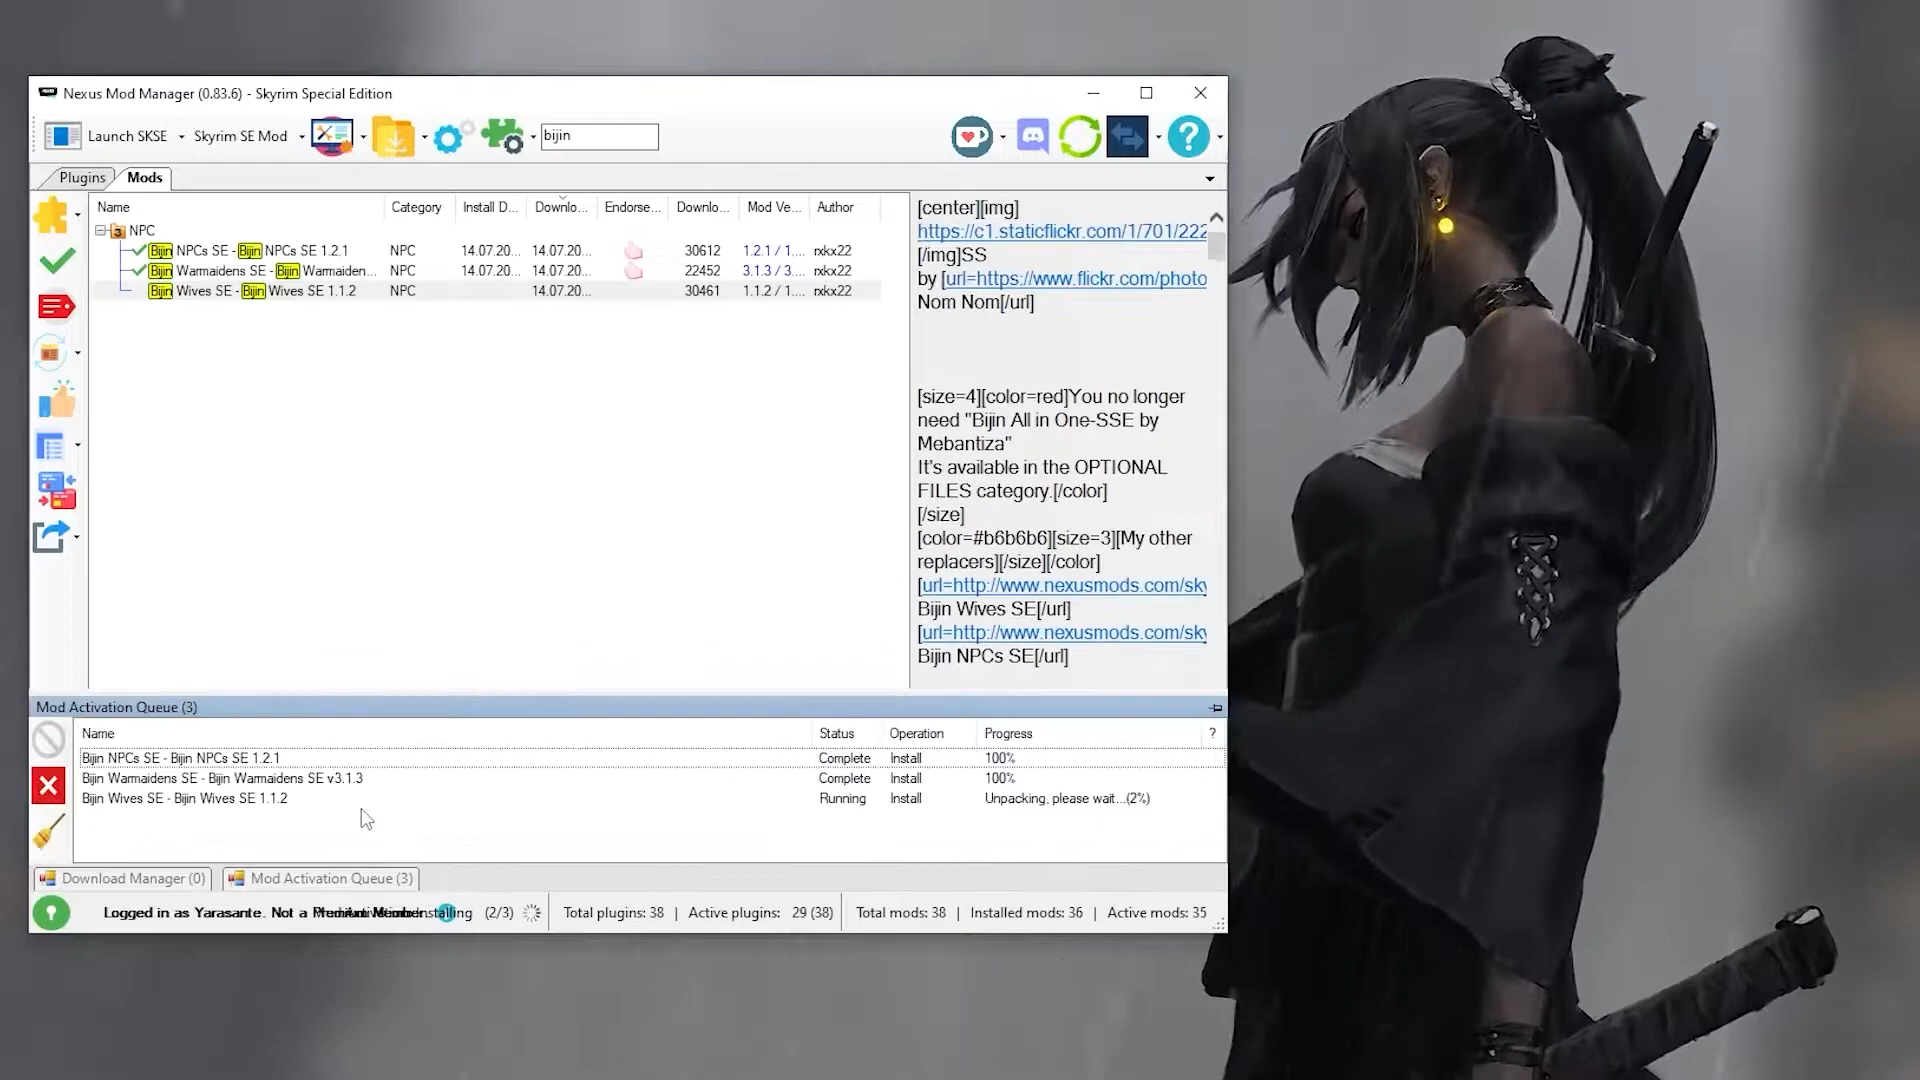 Nexus Mod Manager (0.83.6) - Skyrim Special Edition
Launch SKSE Skyrim SE Mod bijin
Plugins Mods
Name Category Install D... Downlo... Endorse... Downlo... Mod Ve... Author
3 NPC
Bijin NPCs SE - Bijin NPCs SE 1.2.1 NPC 14.07.20... 14.07.20... 30612 1.2.1 / 1.... rxkx22
Bijin Warmaidens SE - Bijin Warmaiden... NPC 14.07.20... 14.07.20... 22452 3.1.3 / 3.... rxkx22
Bijin Wives SE - Bijin Wives SE 1.1.2 NPC 14.07.20... 30461 1.1.2 / 1.... rxkx22
[center][img]
https://c1.staticflickr.com/1/701/222
[/img]SS
by [url=https://www.flickr.com/photo
Nom Nom[/url]
[size=4][color=red]You no longer
need "Bijin All in One-SSE by
Mebantiza"
It's available in the OPTIONAL
FILES category.[/color]
[/size]
[color=#b6b6b6][size=3][My other
replacers][/size][/color]
[url=http://www.nexusmods.com/sky
Bijin Wives SE[/url]
[url=http://www.nexusmods.com/sky
Bijin NPCs SE[/url]
Mod Activation Queue (3)
Name Status Operation Progress ?
Bijin NPCs SE - Bijin NPCs SE 1.2.1 Complete Install 100%
Bijin Warmaidens SE - Bijin Warmaidens SE v3.1.3 Complete Install 100%
Bijin Wives SE - Bijin Wives SE 1.1.2 Running Install Unpacking, please wait...(2%)
Download Manager (0) Mod Activation Queue (3)
Logged in as Yarasante. Not a Premium Member Installing (2/3) Total plugins: 38 | Active plugins: 29 (38) Total mods: 38 | Installed mods: 36 | Active mods: 35